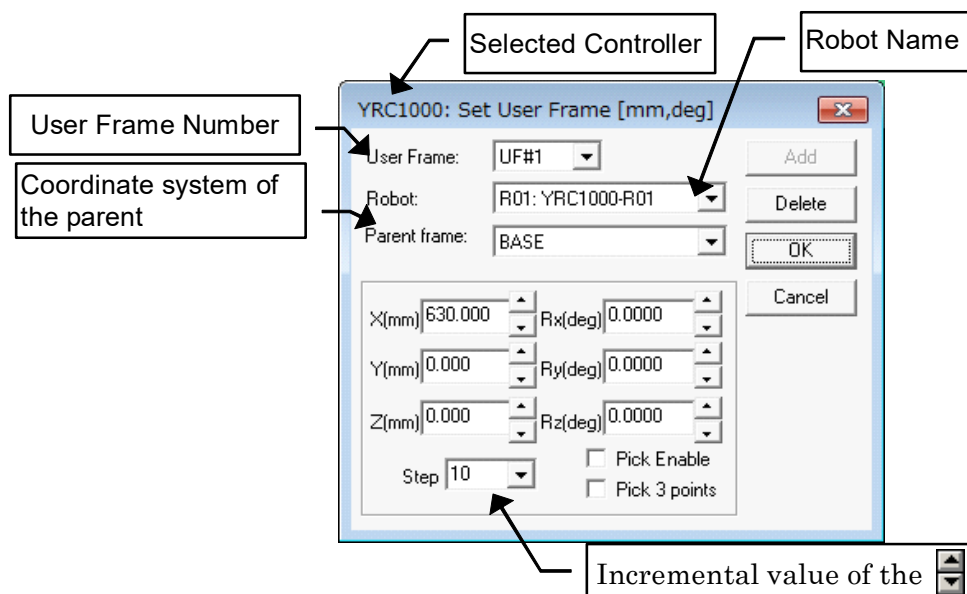 Selected Controller
Robot Name
YRC1000: Set User Frame [mm,deg]
User Frame Number
User Frame:
UF#1
Add
Coordinate system of
the parent
Robot:
R01: YRC1000-R01
Delete
Parent frame:
BASE
OK
Cancel
X(mm) 630.000 Rx(deg) 0.0000
Y(mm) 0.000 Ry(deg) 0.0000
Z(mm) 0.000 Rz(deg) 0.0000
Step 10
Pick Enable
Pick 3 points
Incremental value of the